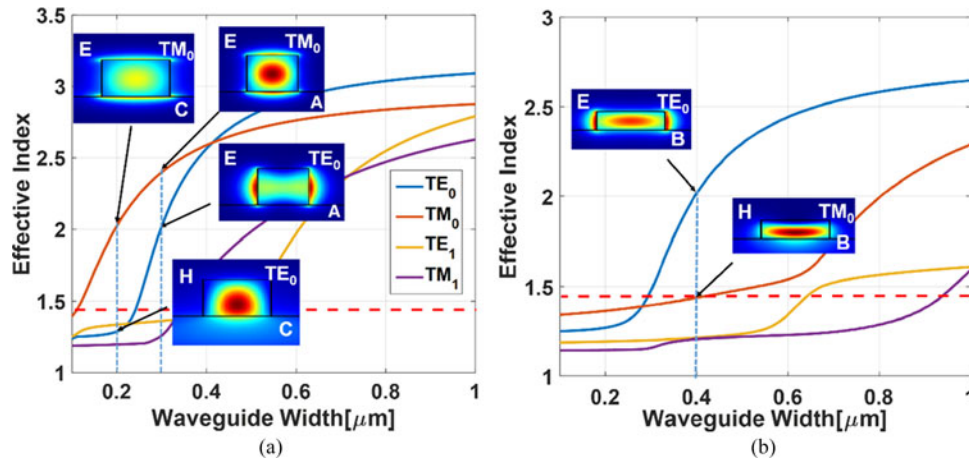 3.5
3
2.5
2
1.5
1
Effective Index
0.2
0.4
0.6
0.8
1
Waveguide Width[μm]
E TM₀
C
E TM₀
A
E TE₀
A
H TE₀
C
TE₀
TM₀
TE₁
TM₁
(a)
3
2.5
2
1.5
1
Effective Index
0.2
0.4
0.6
0.8
1
Waveguide Width[μm]
E TE₀
B
H TM₀
B
(b)